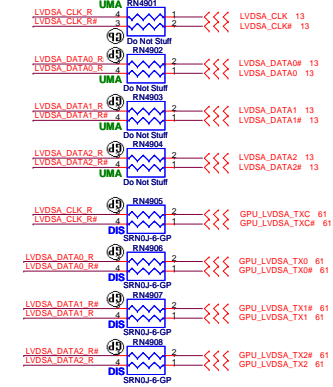 UMA RN4901
LVDSA_CLK_R 4 1 LVDSA_CLK 13
LVDSA_CLK_R# 3 2 LVDSA_CLK# 13
Do Not Stuff
RN4902
LVDSA_DATA0_R# 3 2 LVDSA_DATA0# 13
LVDSA_DATA0_R 4 1 LVDSA_DATA0 13
UMA Do Not Stuff
RN4903
LVDSA_DATA1_R 3 2 LVDSA_DATA1 13
LVDSA_DATA1_R# 4 1 LVDSA_DATA1# 13
UMA Do Not Stuff
RN4904
LVDSA_DATA2_R 3 2 LVDSA_DATA2 13
LVDSA_DATA2_R# 4 1 LVDSA_DATA2# 13
UMA Do Not Stuff
RN4905
LVDSA_CLK_R 3 2 GPU_LVDSA_TXC 61
LVDSA_CLK_R# 4 1 GPU_LVDSA_TXC# 61
DIS SRN0J-6-GP
RN4906
LVDSA_DATA0_R 3 2 GPU_LVDSA_TX0 61
LVDSA_DATA0_R# 4 1 GPU_LVDSA_TX0# 61
DIS SRN0J-6-GP
RN4907
LVDSA_DATA1_R# 3 2 GPU_LVDSA_TX1# 61
LVDSA_DATA1_R 4 1 GPU_LVDSA_TX1 61
DIS SRN0J-6-GP
RN4908
LVDSA_DATA2_R# 3 2 GPU_LVDSA_TX2# 61
LVDSA_DATA2_R 4 1 GPU_LVDSA_TX2 61
DIS SRN0J-6-GP